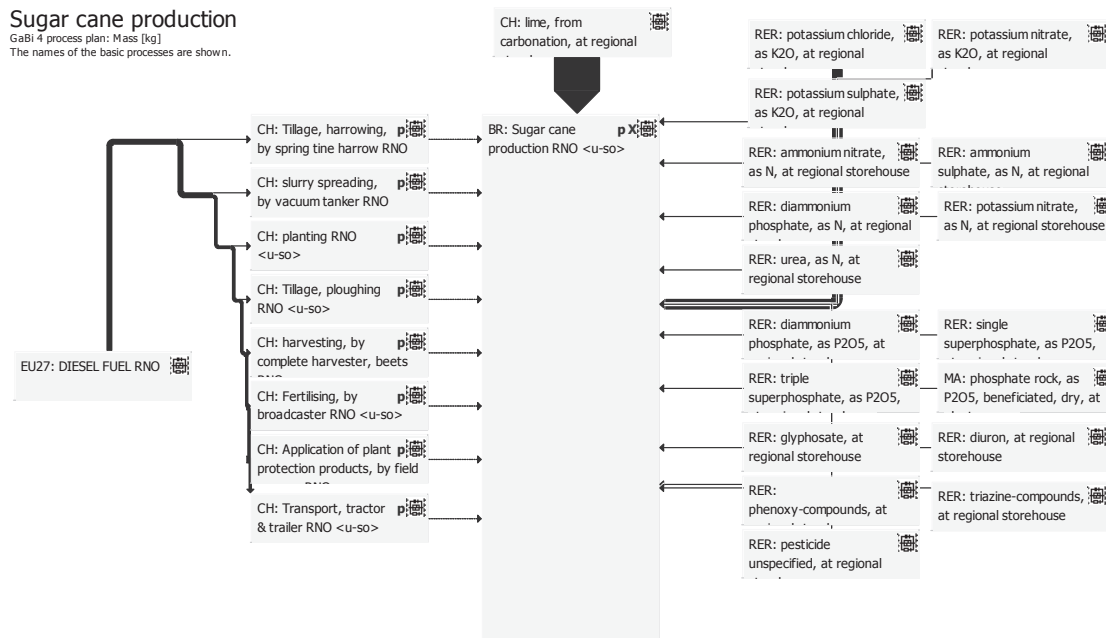 Sugar cane production
GaBi 4 process plan: Mass [kg]
The names of the basic processes are shown.
CH: lime, from
carbonation, at regional
RER: potassium chloride,
as K2O, at regional
RER: potassium nitrate,
as K2O, at regional
RER: potassium sulphate,
as K2O, at regional
CH: Tillage, harrowing, p
by spring tine harrow RNO
BR: Sugar cane p X
production RNO <u-so>
RER: ammonium nitrate,
as N, at regional storehouse
RER: ammonium
sulphate, as N, at regional
CH: slurry spreading, p
by vacuum tanker RNO
RER: diammonium
phosphate, as N, at regional
RER: potassium nitrate,
as N, at regional storehouse
CH: planting RNO p
<u-so>
RER: urea, as N, at
regional storehouse
CH: Tillage, ploughing p
RNO <u-so>
RER: diammonium
phosphate, as P2O5, at
RER: single
superphosphate, as P2O5,
EU27: DIESEL FUEL RNO
CH: harvesting, by p
complete harvester, beets
RER: triple
superphosphate, as P2O5,
MA: phosphate rock, as
P2O5, beneficiated, dry, at
CH: Fertilising, by p
broadcaster RNO <u-so>
RER: glyphosate, at
regional storehouse
RER: diuron, at regional
storehouse
CH: Application of plant p
protection products, by field
RER:
phenoxy-compounds, at
RER: triazine-compounds,
at regional storehouse
CH: Transport, tractor p
& trailer RNO <u-so>
RER: pesticide
unspecified, at regional